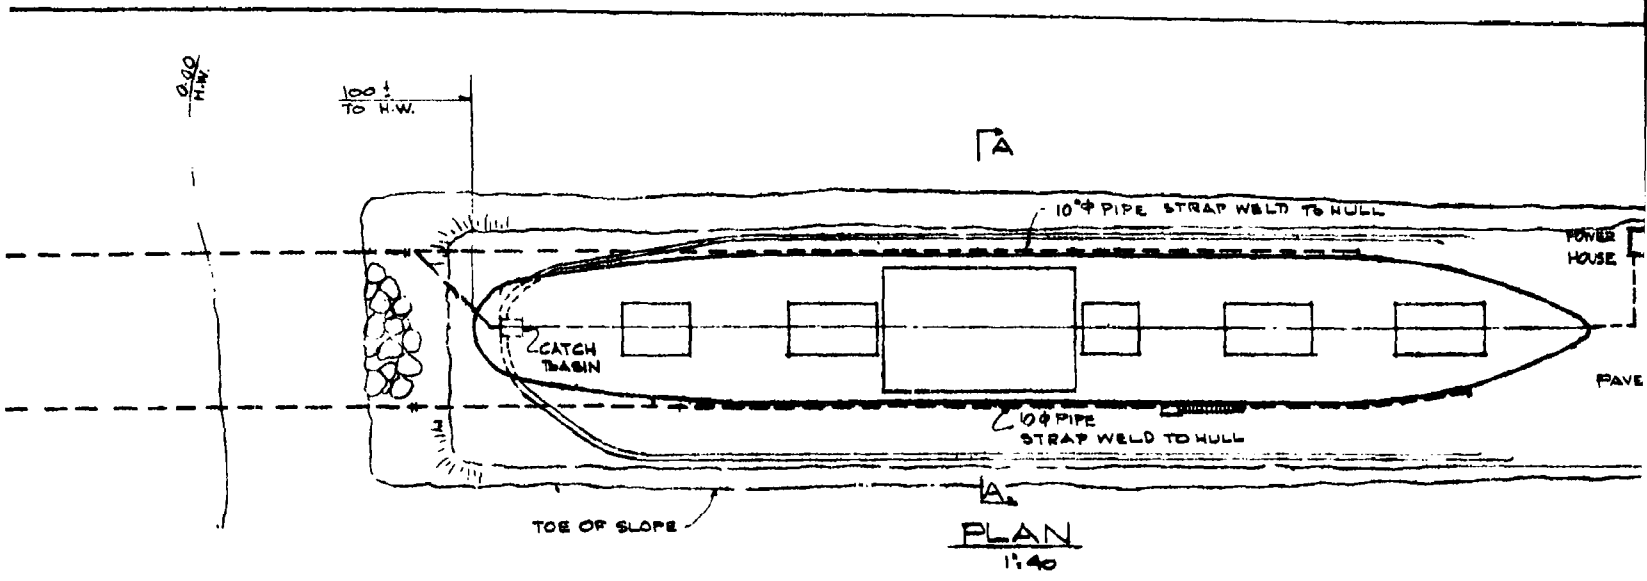 0.00
H.W.
100 ±
TO H.W.
A
10"φ PIPE STRAP WELD TO HULL
POWER
HOUSE
CATCH
BASIN
PAVE
10φ PIPE
STRAP WELD TO HULL
A
TOE OF SLOPE
PLAN
1":40